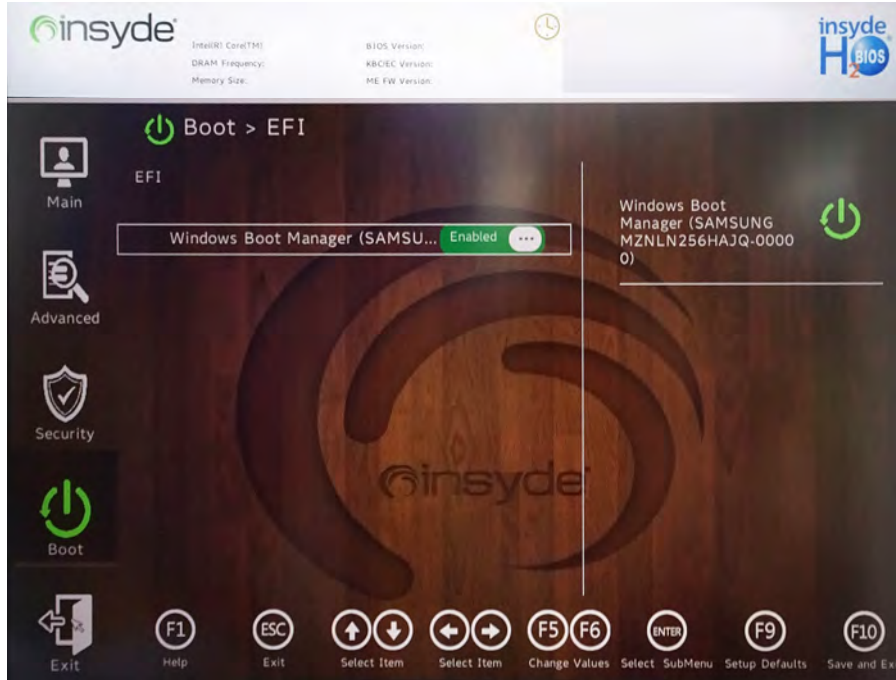 insyde
Intel(R) Core(TM)
DRAM Frequency:
Memory Size:
BIOS Version:
KBC/EC Version:
ME FW Version:
insyde
H2O
BIOS
Boot > EFI
EFI
Windows Boot Manager (SAMSU... Enabled
Windows Boot
Manager (SAMSUNG
MZNLN256HAJQ-0000
0)
Main
Advanced
Security
Boot
Exit
insyde
F1
Help
ESC
Exit
Select Item
Select Item
F5 F6
Change Values
ENTER
Select SubMenu
F9
Setup Defaults
F10
Save and Ex